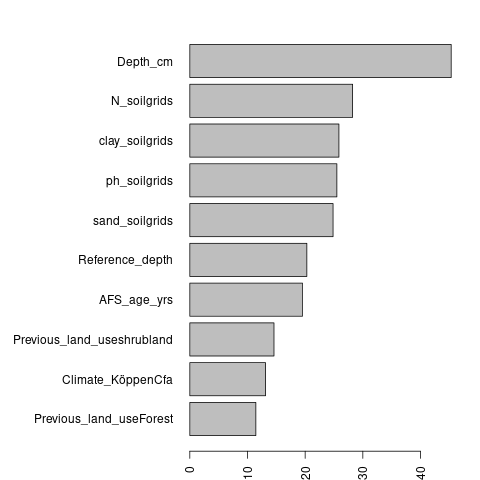 Depth_cm
N_soilgrids
clay_soilgrids
ph_soilgrids
sand_soilgrids
Reference_depth
AFS_age_yrs
Previous_land_useshrubland
Climate_KöppenCfa
Previous_land_useForest
0 10 20 30 40